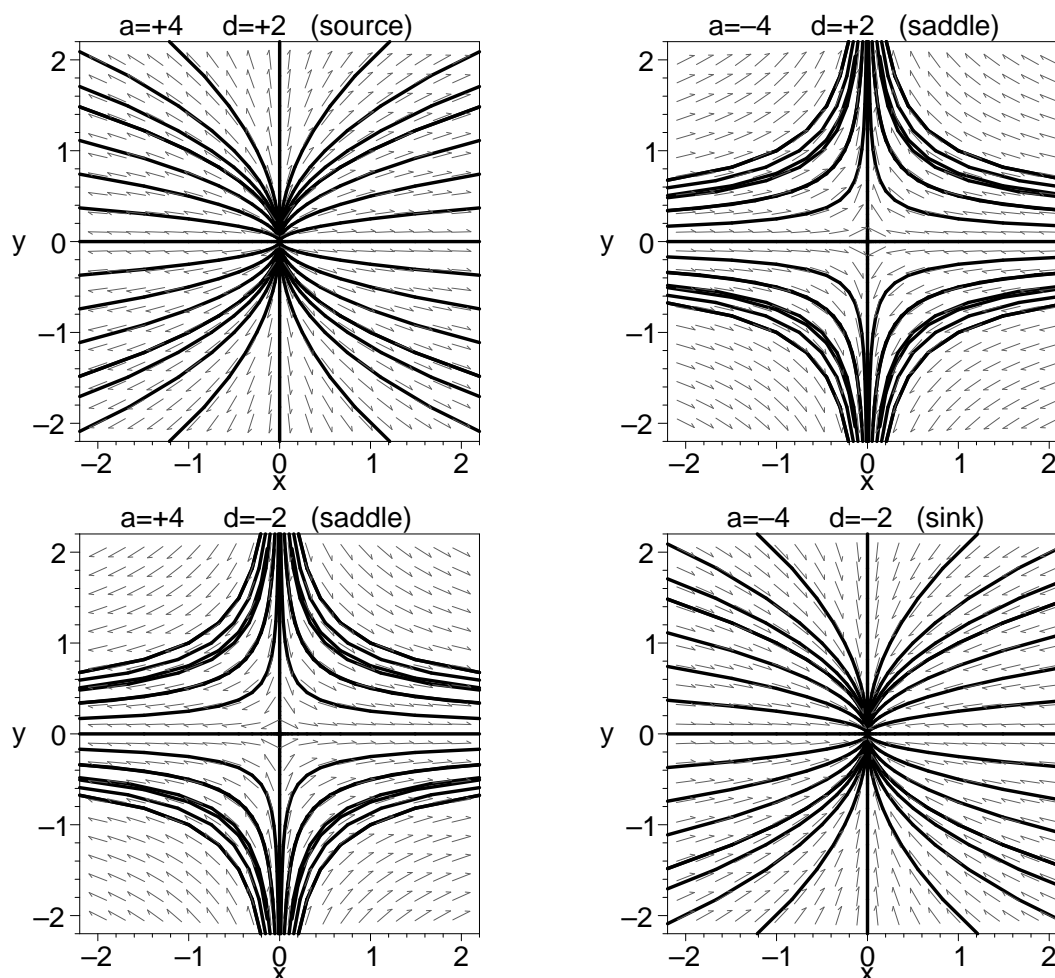 a=+4 d=+2 (source)
2
1
y 0
–1
–2
–2 –1 0 1 2
x
a=–4 d=+2 (saddle)
2
1
y 0
–1
–2
–2 –1 0 1 2
x
a=+4 d=–2 (saddle)
2
1
y 0
–1
–2
–2 –1 0 1 2
x
a=–4 d=–2 (sink)
2
1
y 0
–1
–2
–2 –1 0 1 2
x